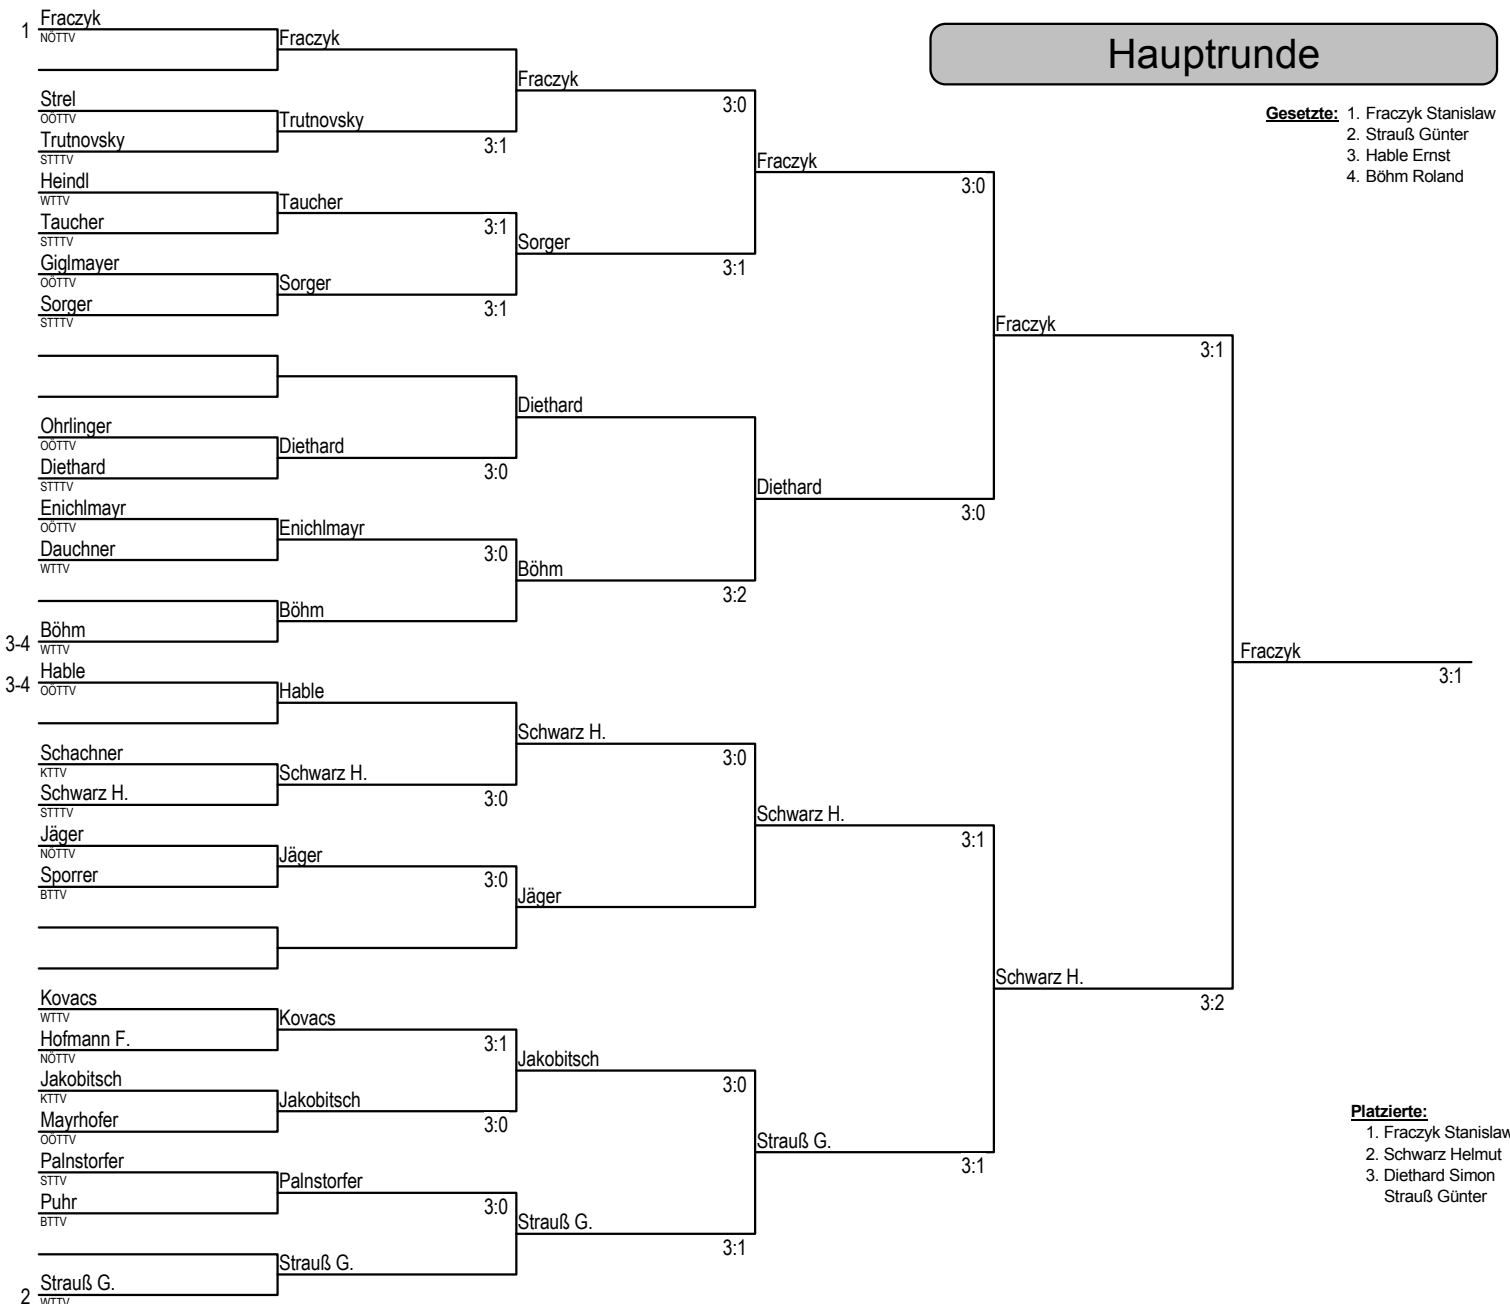 Hauptrunde
Gesetzte: 1. Fraczyk Stanislaw
2. Strauß Günter
3. Hable Ernst
4. Böhm Roland
1 Fraczyk
NÖTTV
Strel
OÖTTV
Trutnovsky
STTTV
Heindl
WTTV
Taucher
STTTV
Giglmayer
OÖTTV
Sorger
STTTV
Ohrlinger
OÖTTV
Diethard
STTTV
Enichlmayr
OÖTTV
Dauchner
WTTV
3-4 Böhm
WTTV
3-4 Hable
OÖTTV
Schachner
KTTV
Schwarz H.
STTTV
Jäger
NÖTTV
Sporrer
BTTV
Kovacs
WTTV
Hofmann F.
NÖTTV
Jakobitsch
KTTV
Mayrhofer
OÖTTV
Palnstorfer
STTV
Puhr
BTTV
2 Strauß G.
WTTV
Fraczyk
Trutnovsky
3:1
Taucher
3:1
Sorger
3:1
Diethard
3:0
Enichlmayr
3:0
Böhm
Hable
Schwarz H.
3:0
Jäger
3:0
Kovacs
3:1
Jakobitsch
3:0
Palnstorfer
3:0
Strauß G.
Fraczyk
3:0
Sorger
3:1
Diethard
Böhm
3:2
Schwarz H.
3:0
Jäger
Jakobitsch
3:0
Strauß G.
3:1
Fraczyk
3:0
Diethard
3:0
Schwarz H.
3:1
Strauß G.
3:1
Fraczyk
3:1
Schwarz H.
3:2
Fraczyk
3:1
Platzierte:
1. Fraczyk Stanislaw
2. Schwarz Helmut
3. Diethard Simon
Strauß Günter